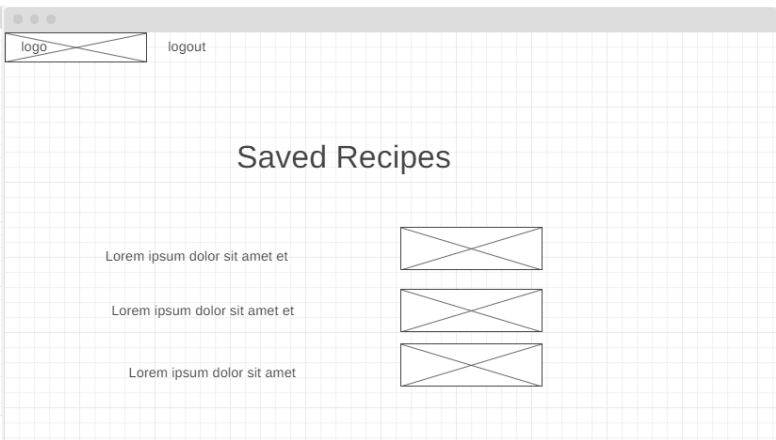 logo
logout
Saved Recipes
Lorem ipsum dolor sit amet et
Lorem ipsum dolor sit amet et
Lorem ipsum dolor sit amet